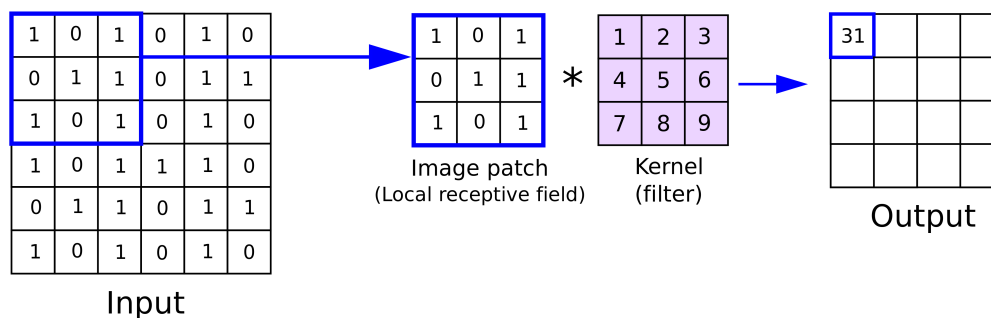 1 0 1 0 1 0
0 1 1 0 1 1
1 0 1 0 1 0
1 0 1 1 1 0
0 1 1 0 1 1
1 0 1 0 1 0
Input
1 0 1
0 1 1
1 0 1
Image patch
(Local receptive field)
*
1 2 3
4 5 6
7 8 9
Kernel
(filter)
31
Output